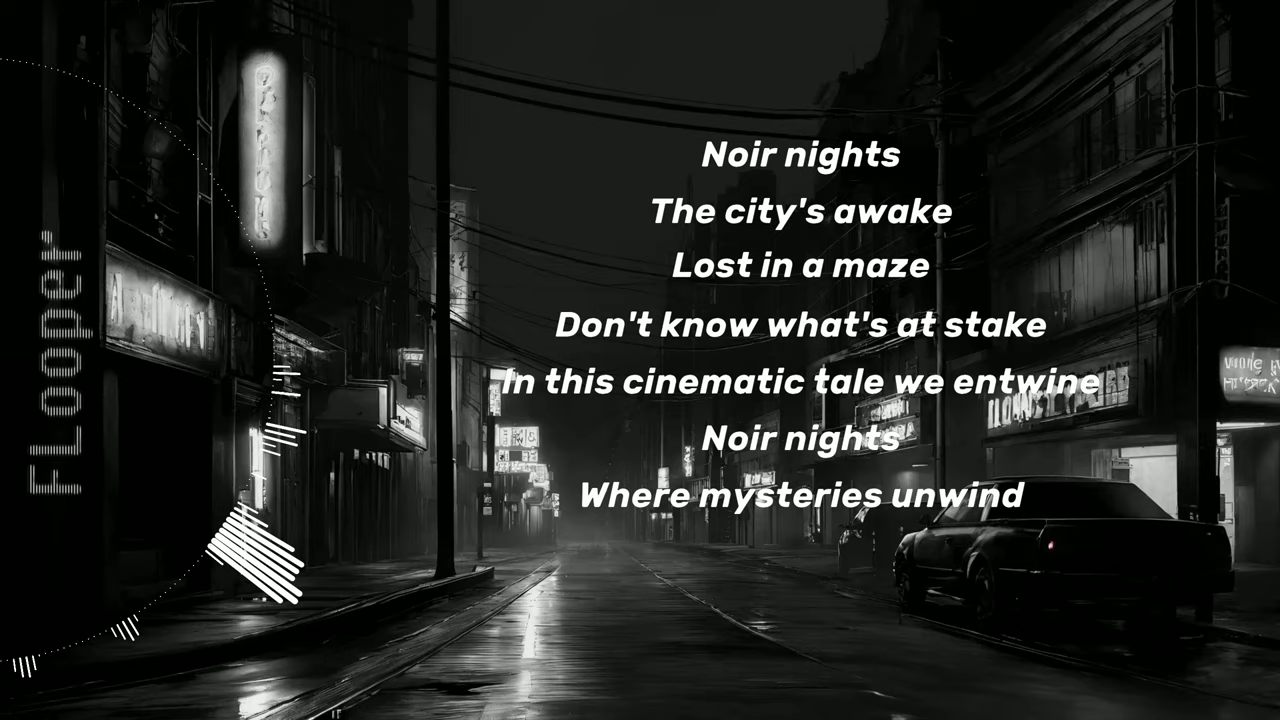 FLooper
Noir nights
The city's awake
Lost in a maze
Don't know what's at stake
In this cinematic tale we entwine
Noir nights
Where mysteries unwind